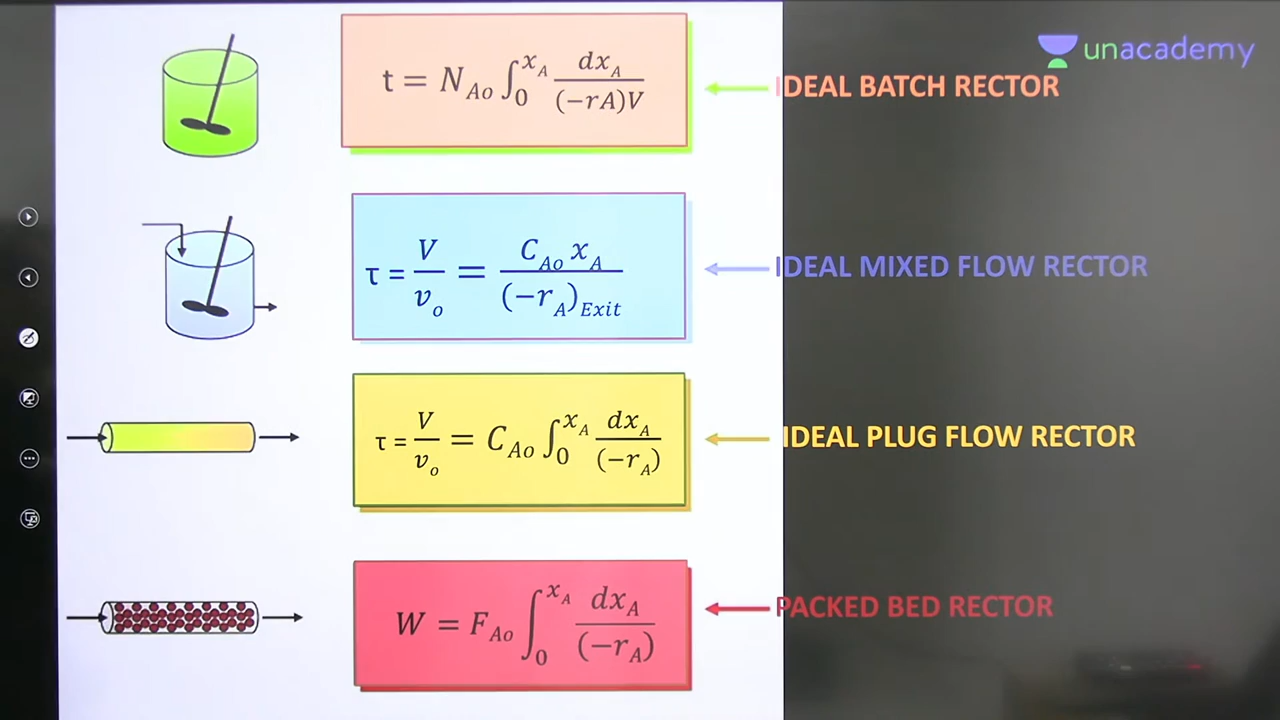 unacademy
t = N_Ao ∫_0^{x_A} dx_A / (−rA)V
IDEAL BATCH RECTOR
τ = V / v_o = C_Ao x_A / (−r_A)_Exit
IDEAL MIXED FLOW RECTOR
τ = V / v_o = C_Ao ∫_0^{x_A} dx_A / (−r_A)
IDEAL PLUG FLOW RECTOR
W = F_Ao ∫_0^{x_A} dx_A / (−r_A)
PACKED BED RECTOR